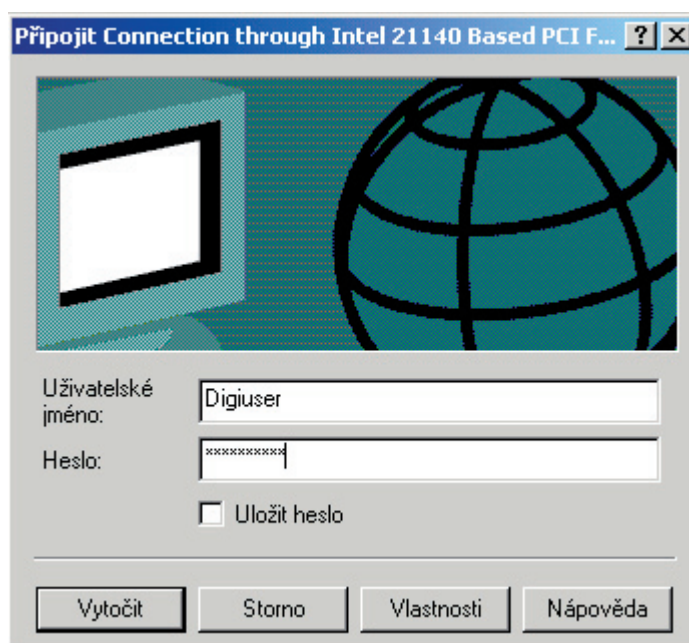 Připojit Connection through Intel 21140 Based PCI F...
Uživatelské
jméno:
Digiuser
Heslo:
××××××××××
Uložit heslo
Vytočit
Storno
Vlastnosti
Nápověda